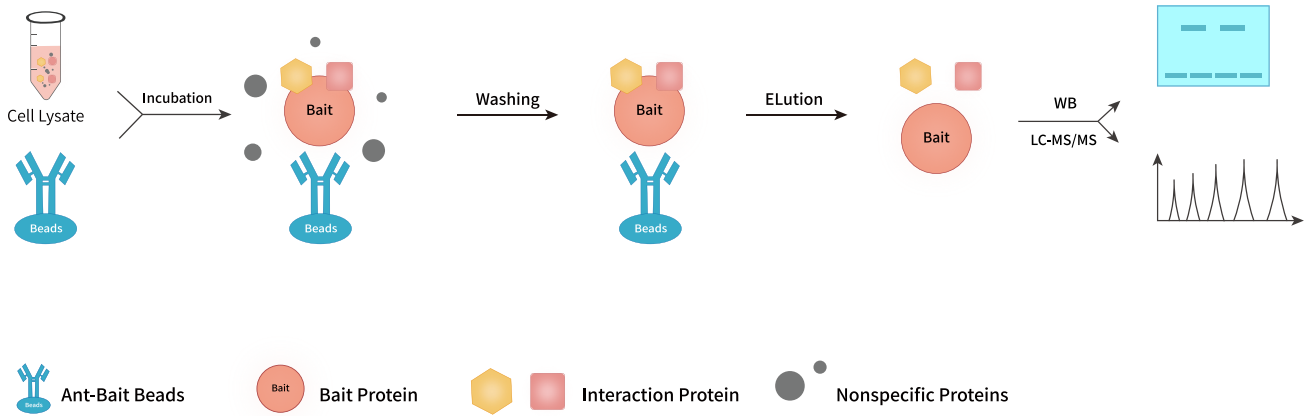 Cell Lysate
Incubation
Bait
Washing
Bait
ELution
Bait
WB
LC-MS/MS
Beads
Beads
Beads
Beads
Ant-Bait Beads
Bait
Bait Protein
Interaction Protein
Nonspecific Proteins